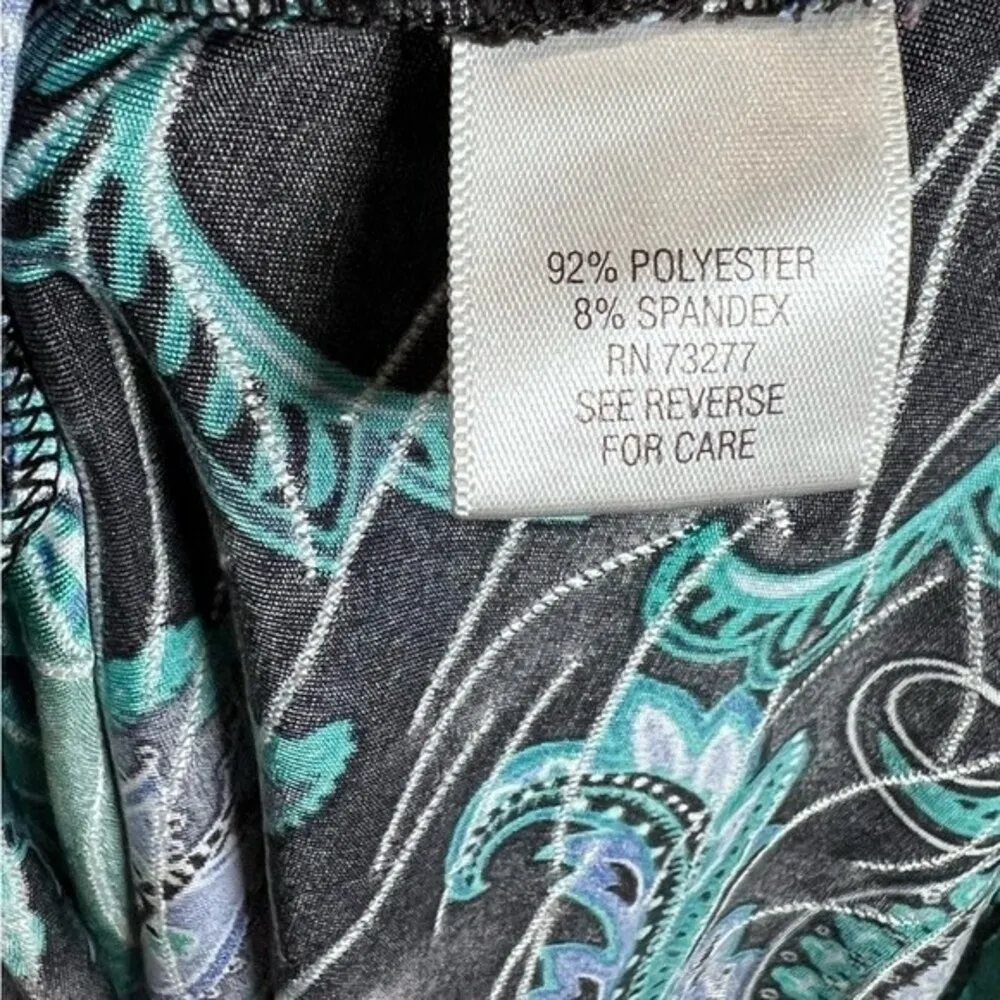 92% POLYESTER
8% SPANDEX
RN 73277
SEE REVERSE
FOR CARE